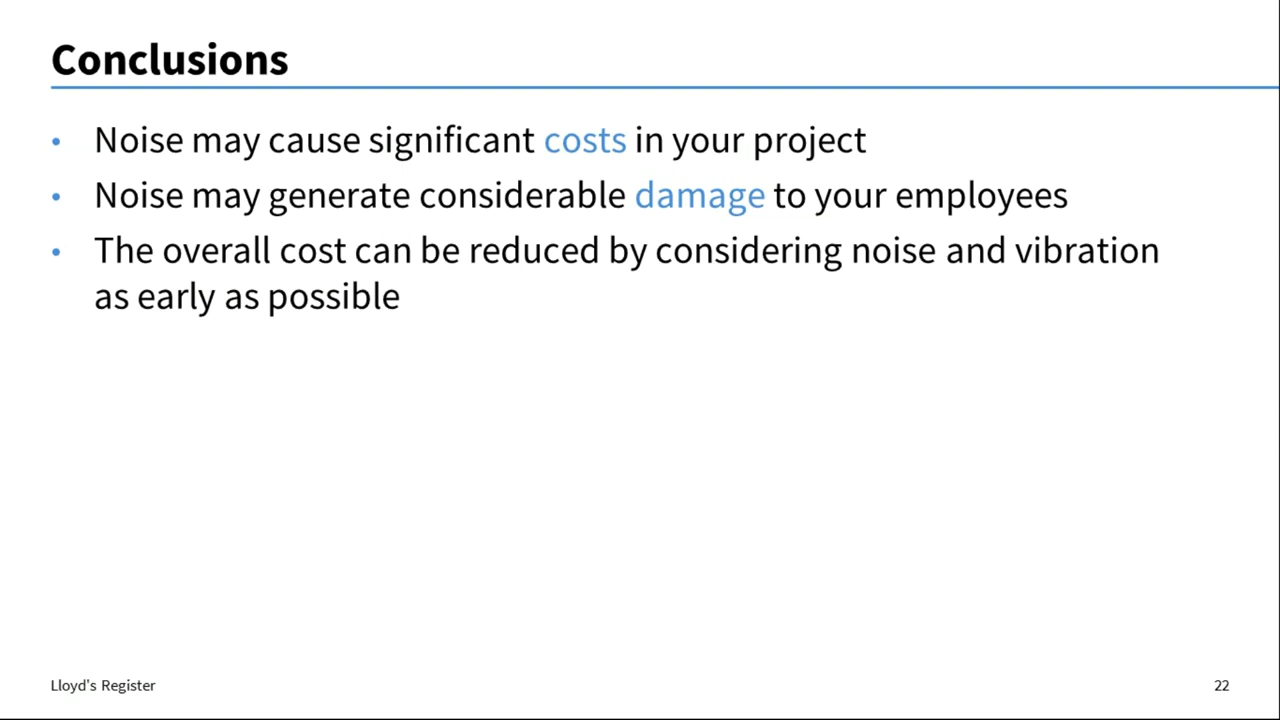 Conclusions
• Noise may cause significant costs in your project
• Noise may generate considerable damage to your employees
• The overall cost can be reduced by considering noise and vibration
as early as possible
Lloyd's Register
22